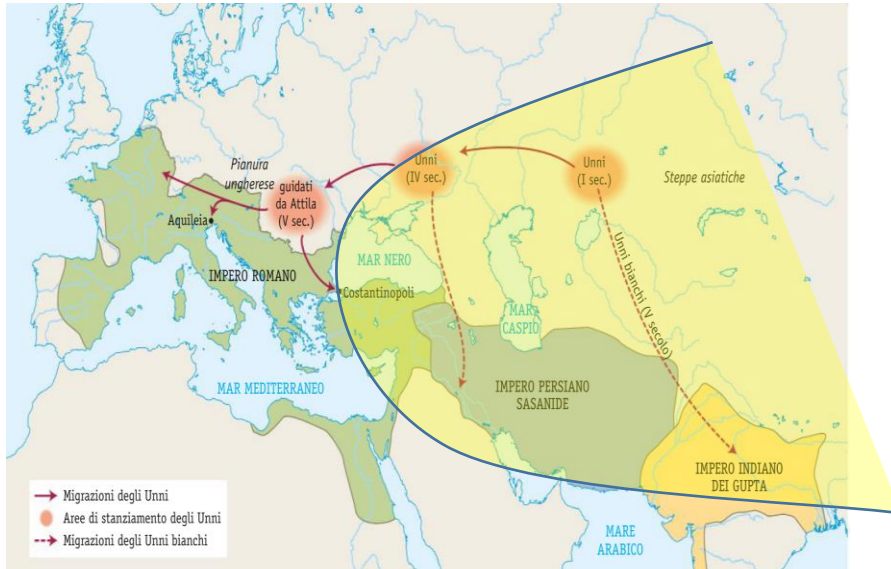 Pianura
ungherese
guidati
da Attila
(V sec.)
Aquileia
IMPERO ROMANO
Costantinopoli
MAR NERO
Unni
(IV sec.)
Unni
(I sec.)
Steppe asiatiche
Unni bianchi (V secolo)
MAR
CASPIO
MAR MEDITERRANEO
IMPERO PERSIANO
SASANIDE
IMPERO INDIANO
DEI GUPTA
MARE
ARABICO
Migrazioni degli Unni
Aree di stanziamento degli Unni
Migrazioni degli Unni bianchi